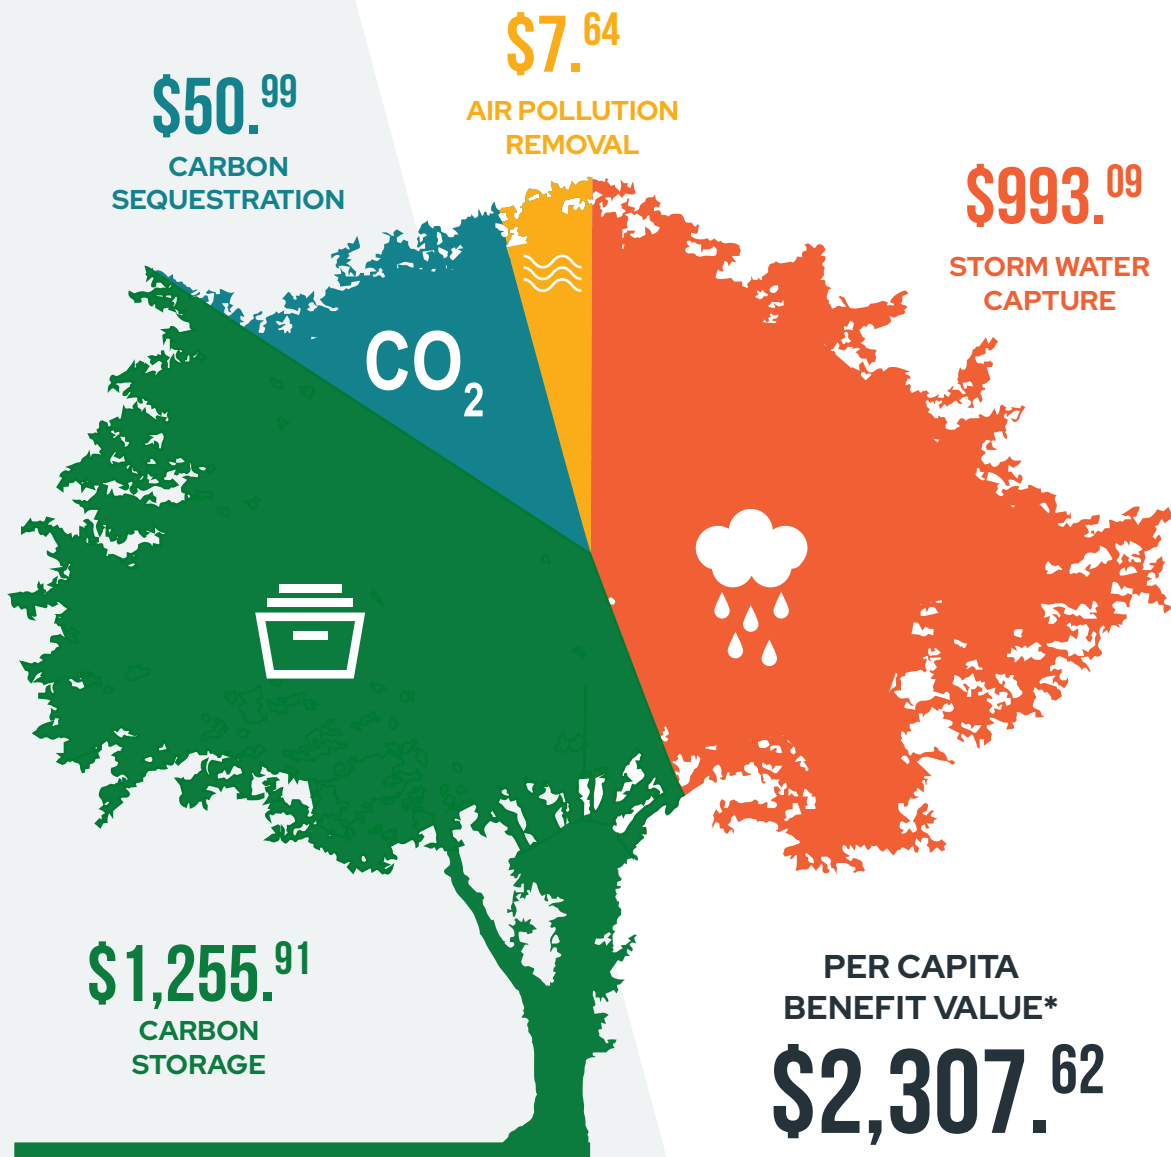 $7.64
AIR POLLUTION
REMOVAL
$50.99
CARBON
SEQUESTRATION
$993.09
STORM WATER
CAPTURE
CO2
$1,255.91
CARBON
STORAGE
PER CAPITA
BENEFIT VALUE*
$2,307.62